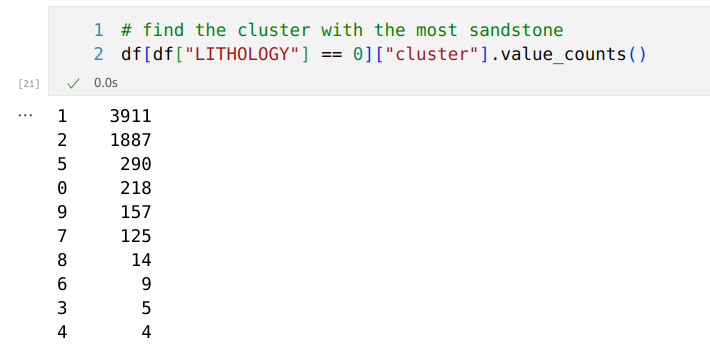 1 # find the cluster with the most sandstone
2 df[df["LITHOLOGY"] == 0]["cluster"].value_counts()
[21] ✓ 0.0s
... 1 3911
2 1887
5 290
0 218
9 157
7 125
8 14
6 9
3 5
4 4